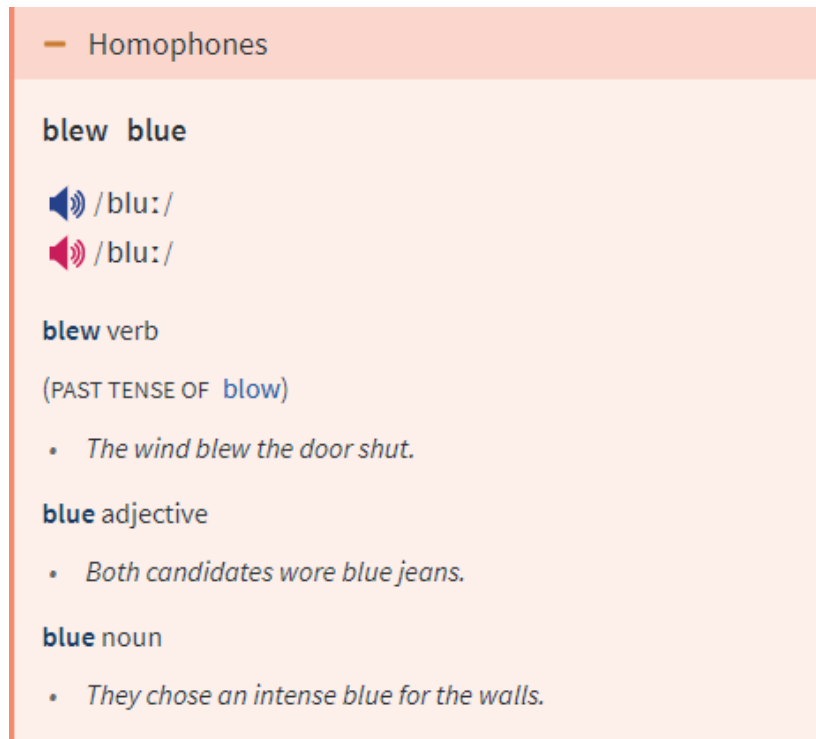 Homophones
blew blue
/bluː/
/bluː/
blew verb
(PAST TENSE OF blow)
• The wind blew the door shut.
blue adjective
• Both candidates wore blue jeans.
blue noun
• They chose an intense blue for the walls.